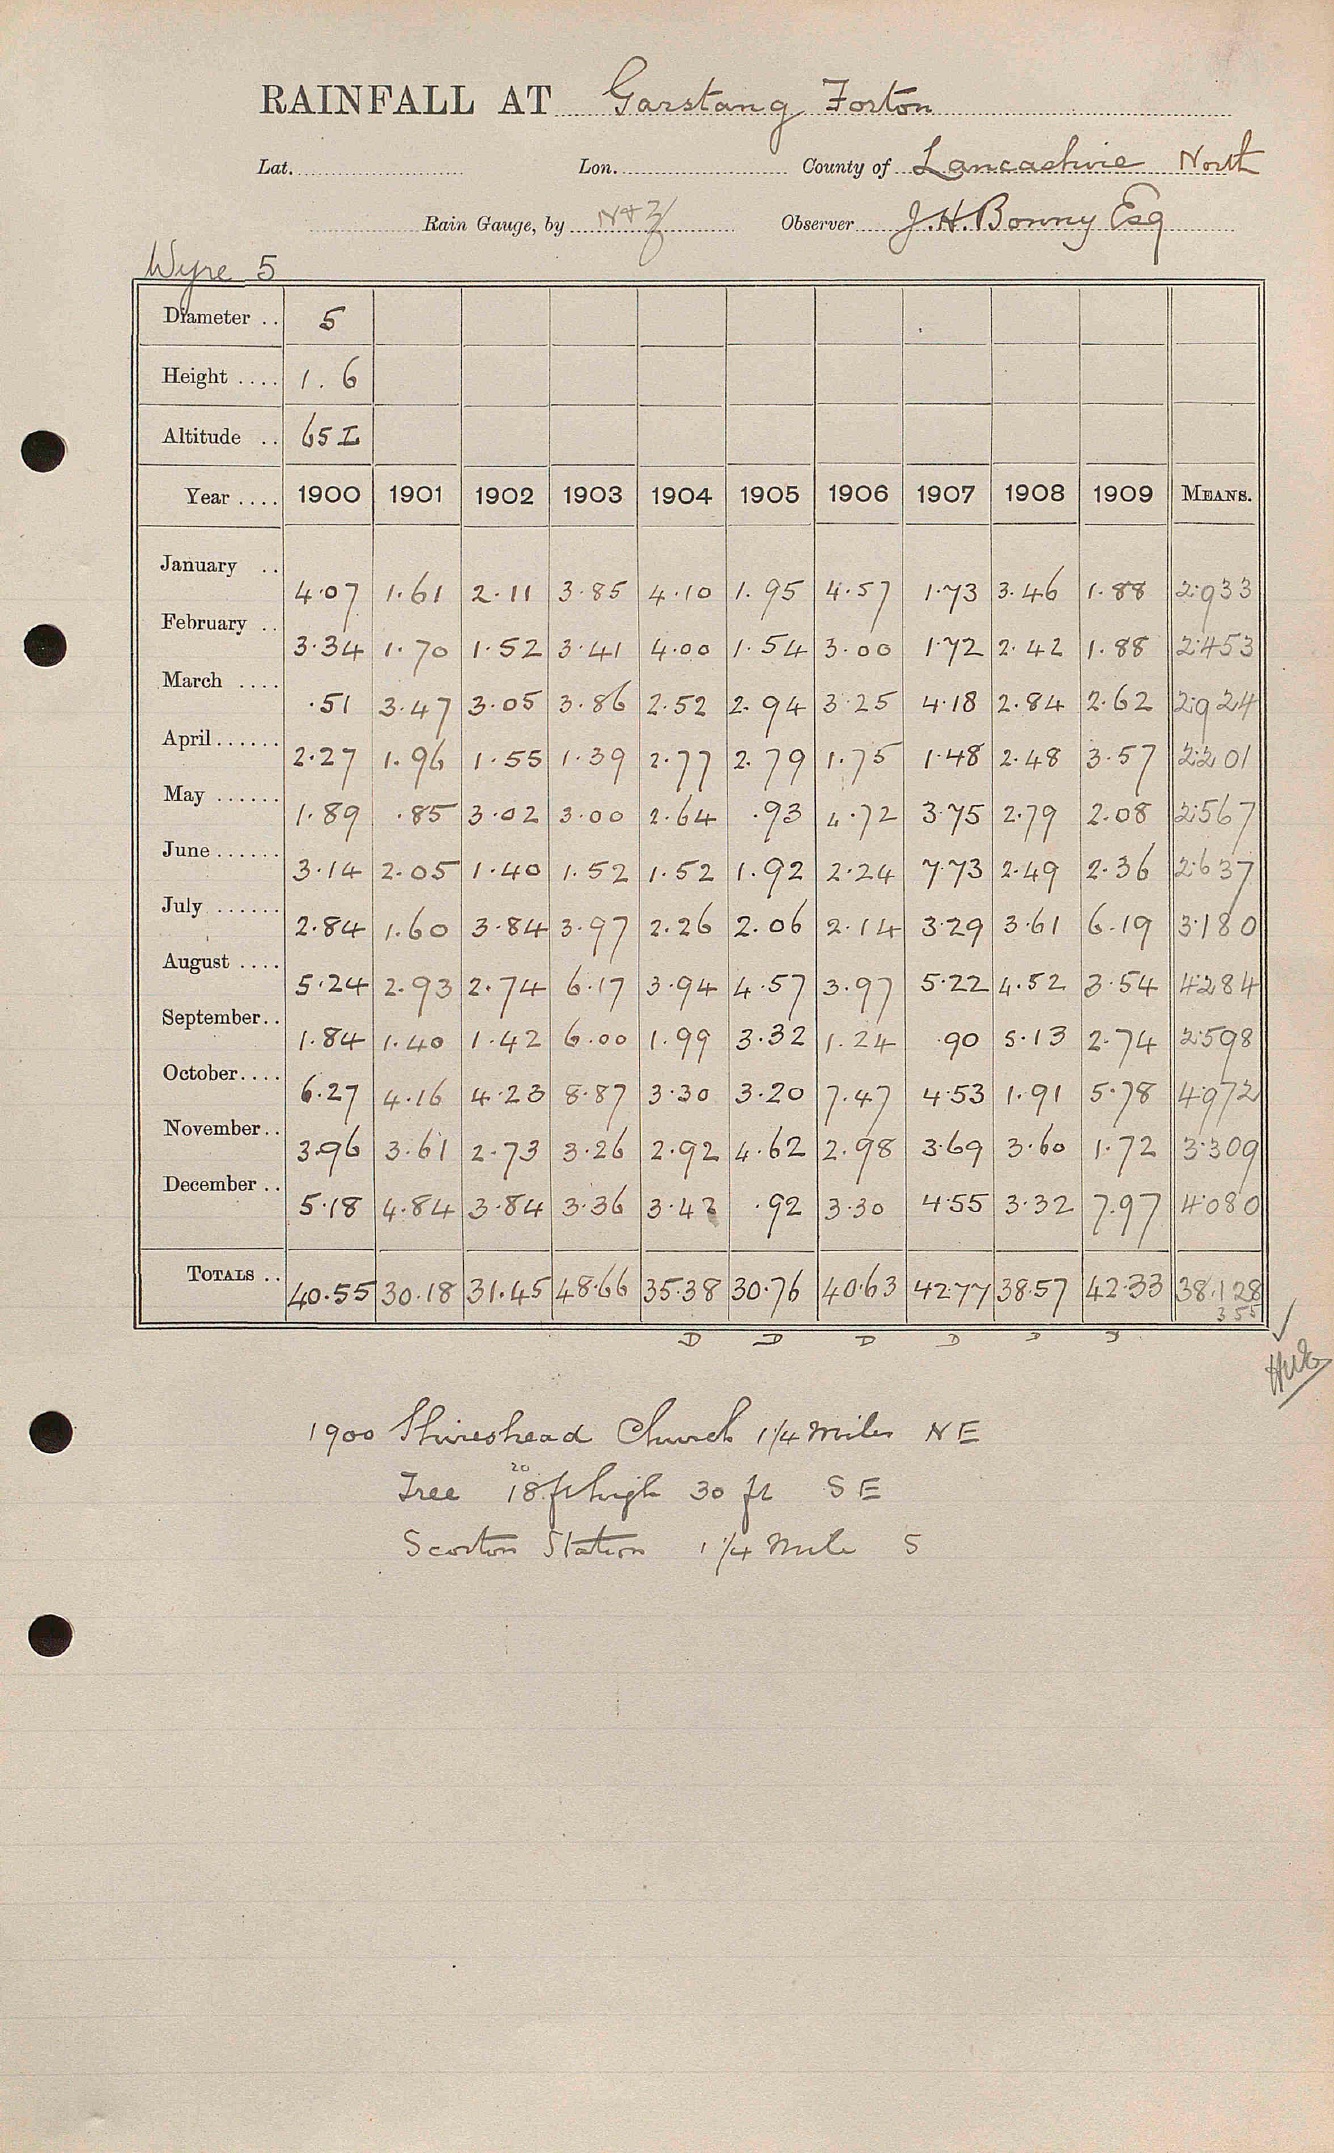 RAINFALL AT Garstang Forton
Lat. Lon. County of Lancashire North
Rain Gauge, by N+Z Observer J.H. Bonny Esq
Wyre 5
Diameter .. 5
Height .... 1.6
Altitude .. 65 I
Year .... 1900 1901 1902 1903 1904 1905 1906 1907 1908 1909 MEANS.
January .. 4.07 1.61 2.11 3.85 4.10 1.95 4.57 1.73 3.46 1.88 2.933
February .. 3.34 1.70 1.52 3.41 4.00 1.54 3.00 1.72 2.42 1.88 2.453
March .... .51 3.47 3.05 3.86 2.52 2.94 3.25 4.18 2.84 2.62 2.924
April ...... 2.27 1.96 1.55 1.39 2.77 2.79 1.75 1.48 2.48 3.57 2.201
May ...... 1.89 .85 3.02 3.00 2.64 .93 4.72 3.75 2.79 2.08 2.567
June ...... 3.14 2.05 1.40 1.52 1.52 1.92 2.24 7.73 2.49 2.36 2.637
July ...... 2.84 1.60 3.84 3.97 2.26 2.06 2.14 3.29 3.61 6.19 3.180
August .... 5.24 2.93 2.74 6.17 3.94 4.57 3.97 5.22 4.52 3.54 4.284
September.. 1.84 1.40 1.42 6.00 1.99 3.32 1.24 .90 5.13 2.74 2.598
October.... 6.27 4.16 4.23 8.87 3.30 3.20 7.47 4.53 1.91 5.78 4.972
November.. 3.96 3.61 2.73 3.26 2.92 4.62 2.98 3.69 3.60 1.72 3.309
December .. 5.18 4.84 3.84 3.36 3.42 .92 3.30 4.55 3.32 7.97 4.080
TOTALS .. 40.55 30.18 31.45 48.66 35.38 30.76 40.63 42.77 38.57 42.33 38.128
355
D D D D D D
1900 Shireshead Church 1 1/4 miles NE
20
Tree 18 ft high 30 ft SE
Scorton Station 1 1/4 Mile S